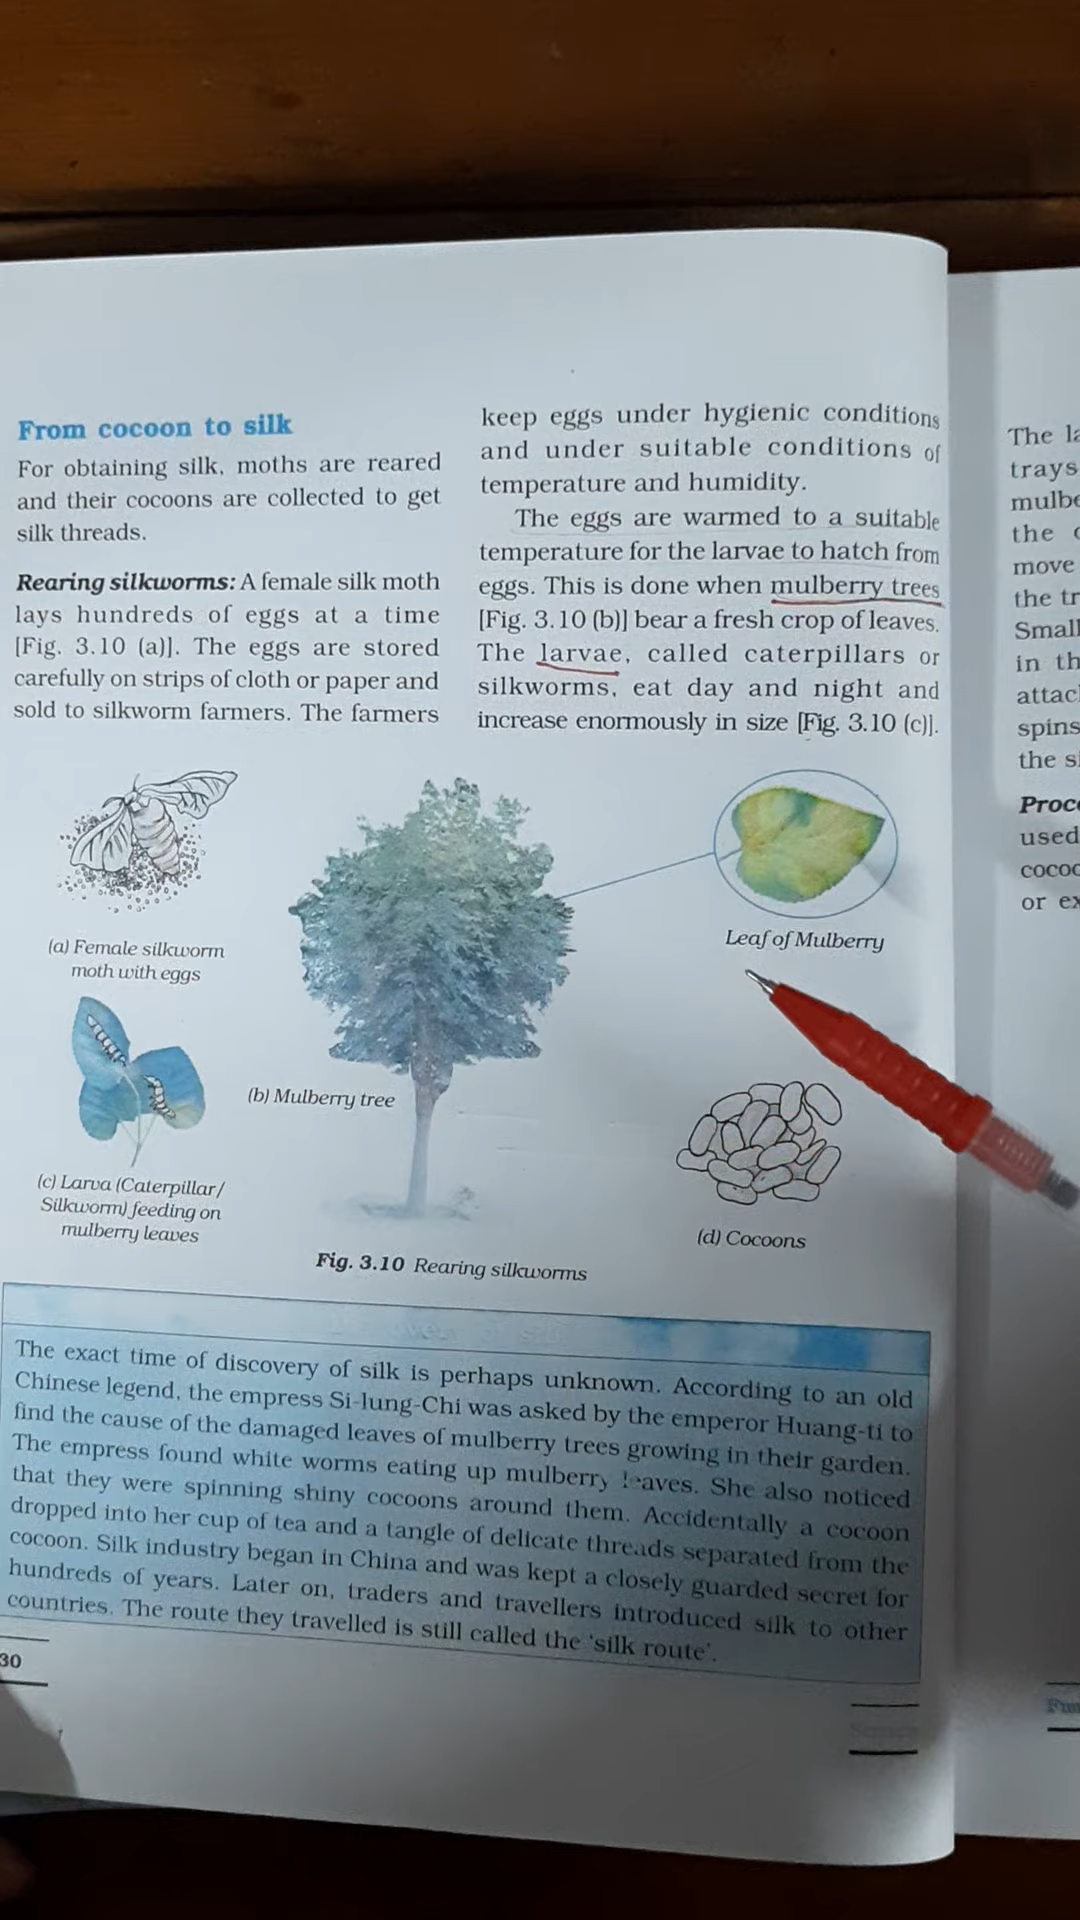 From cocoon to silk
For obtaining silk, moths are reared
and their cocoons are collected to get
silk threads.
Rearing silkworms: A female silk moth
lays hundreds of eggs at a time
[Fig. 3.10 (a)]. The eggs are stored
carefully on strips of cloth or paper and
sold to silkworm farmers. The farmers
keep eggs under hygienic conditions
and under suitable conditions of
temperature and humidity.
The eggs are warmed to a suitable
temperature for the larvae to hatch from
eggs. This is done when mulberry trees
[Fig. 3.10 (b)] bear a fresh crop of leaves.
The larvae, called caterpillars or
silkworms, eat day and night and
increase enormously in size [Fig. 3.10 (c)].
(a) Female silkworm
moth with eggs
(b) Mulberry tree
Leaf of Mulberry
(c) Larva (Caterpillar/
Silkworm) feeding on
mulberry leaves
(d) Cocoons
Fig. 3.10 Rearing silkworms
The exact time of discovery of silk is perhaps unknown. According to an old
Chinese legend, the empress Si-lung-Chi was asked by the emperor Huang-ti to
find the cause of the damaged leaves of mulberry trees growing in their garden.
The empress found white worms eating up mulberry leaves. She also noticed
that they were spinning shiny cocoons around them. Accidentally a cocoon
dropped into her cup of tea and a tangle of delicate threads separated from the
cocoon. Silk industry began in China and was kept a closely guarded secret for
hundreds of years. Later on, traders and travellers introduced silk to other
countries. The route they travelled is still called the 'silk route'.
30
The
trays
the
move
the
in
spins
the
used
or